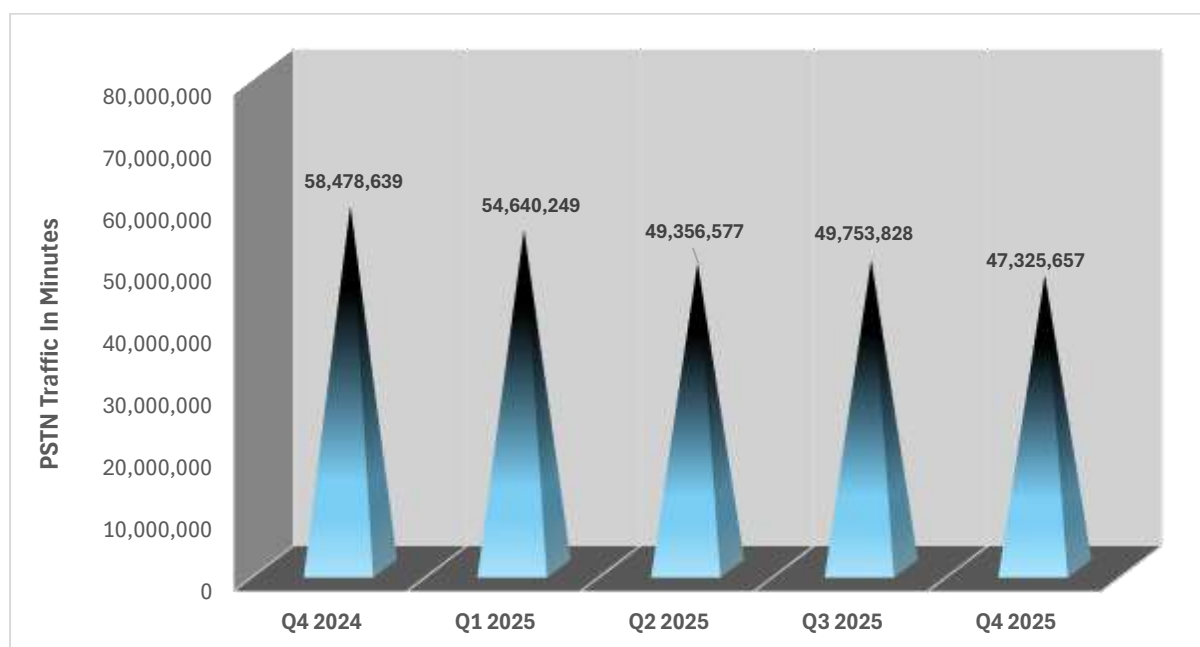 80,000,000
70,000,000
60,000,000
50,000,000
40,000,000
30,000,000
20,000,000
10,000,000
0
PSTN Traffic In Minutes
58,478,639
54,640,249
49,356,577
49,753,828
47,325,657
Q4 2024
Q1 2025
Q2 2025
Q3 2025
Q4 2025